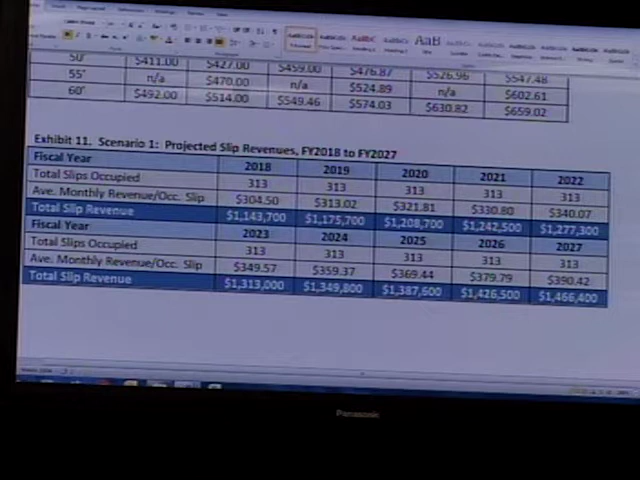 50' $411.00 $427.00 $459.00 $476.87 $526.96 $547.48
55' n/a $470.00 n/a $524.89 n/a $602.61
60' $492.00 $514.00 $549.46 $574.03 $630.82 $659.02
Exhibit 11. Scenario 1: Projected Slip Revenues, FY2018 to FY2027
Fiscal Year 2018 2019 2020 2021 2022
Total Slips Occupied 313 313 313 313 313
Ave. Monthly Revenue/Occ. Slip $304.50 $313.02 $321.81 $330.80 $340.07
Total Slip Revenue $1,143,700 $1,175,700 $1,208,700 $1,242,500 $1,277,300
Fiscal Year 2023 2024 2025 2026 2027
Total Slips Occupied 313 313 313 313 313
Ave. Monthly Revenue/Occ. Slip $349.57 $359.37 $369.44 $379.79 $390.42
Total Slip Revenue $1,313,000 $1,349,800 $1,387,600 $1,426,500 $1,466,400
Panasonic